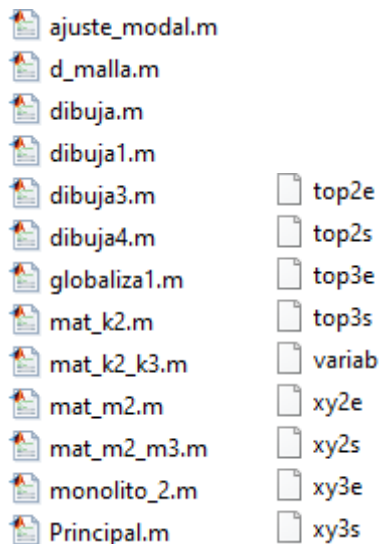 ajuste_modal.m
d_malla.m
dibuja.m
dibuja1.m
dibuja3.m
dibuja4.m
globaliza1.m
mat_k2.m
mat_k2_k3.m
mat_m2.m
mat_m2_m3.m
monolito_2.m
Principal.m
top2e
top2s
top3e
top3s
variab
xy2e
xy2s
xy3e
xy3s